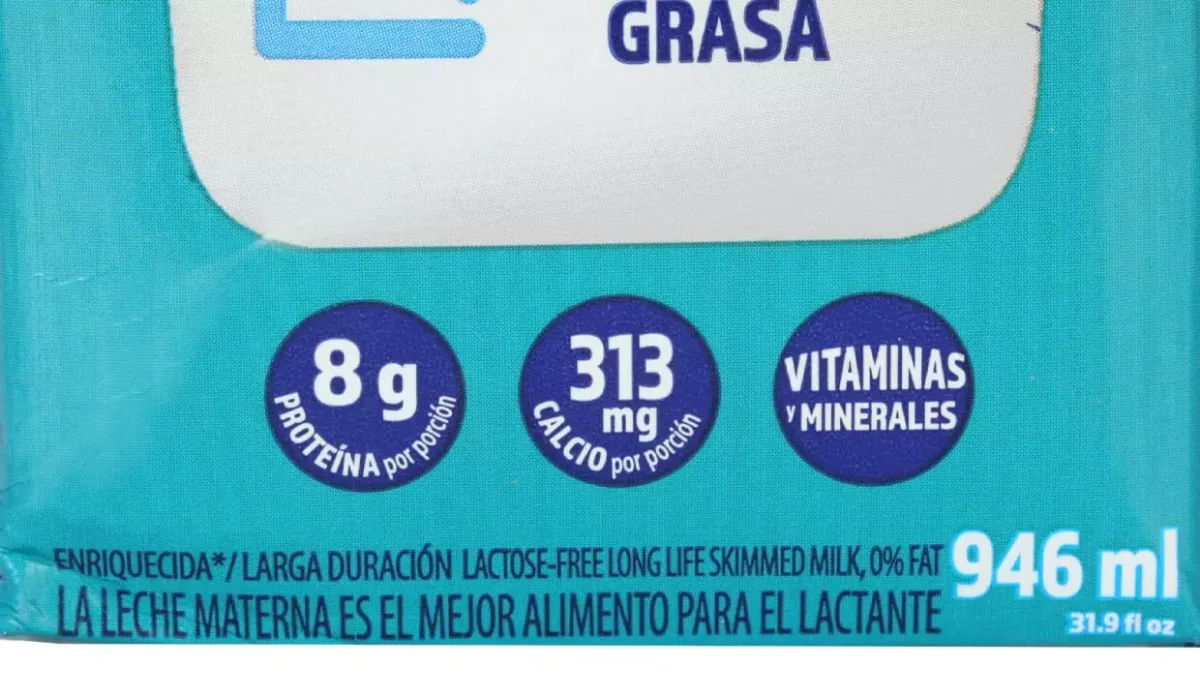 GRASA
8 g
PROTEÍNA por porción
313
mg
CALCIO por porción
VITAMINAS
y MINERALES
ENRIQUECIDA*/ LARGA DURACIÓN LACTOSE-FREE LONG LIFE SKIMMED MILK, 0% FAT
LA LECHE MATERNA ES EL MEJOR ALIMENTO PARA EL LACTANTE
946 ml
31.9 fl oz